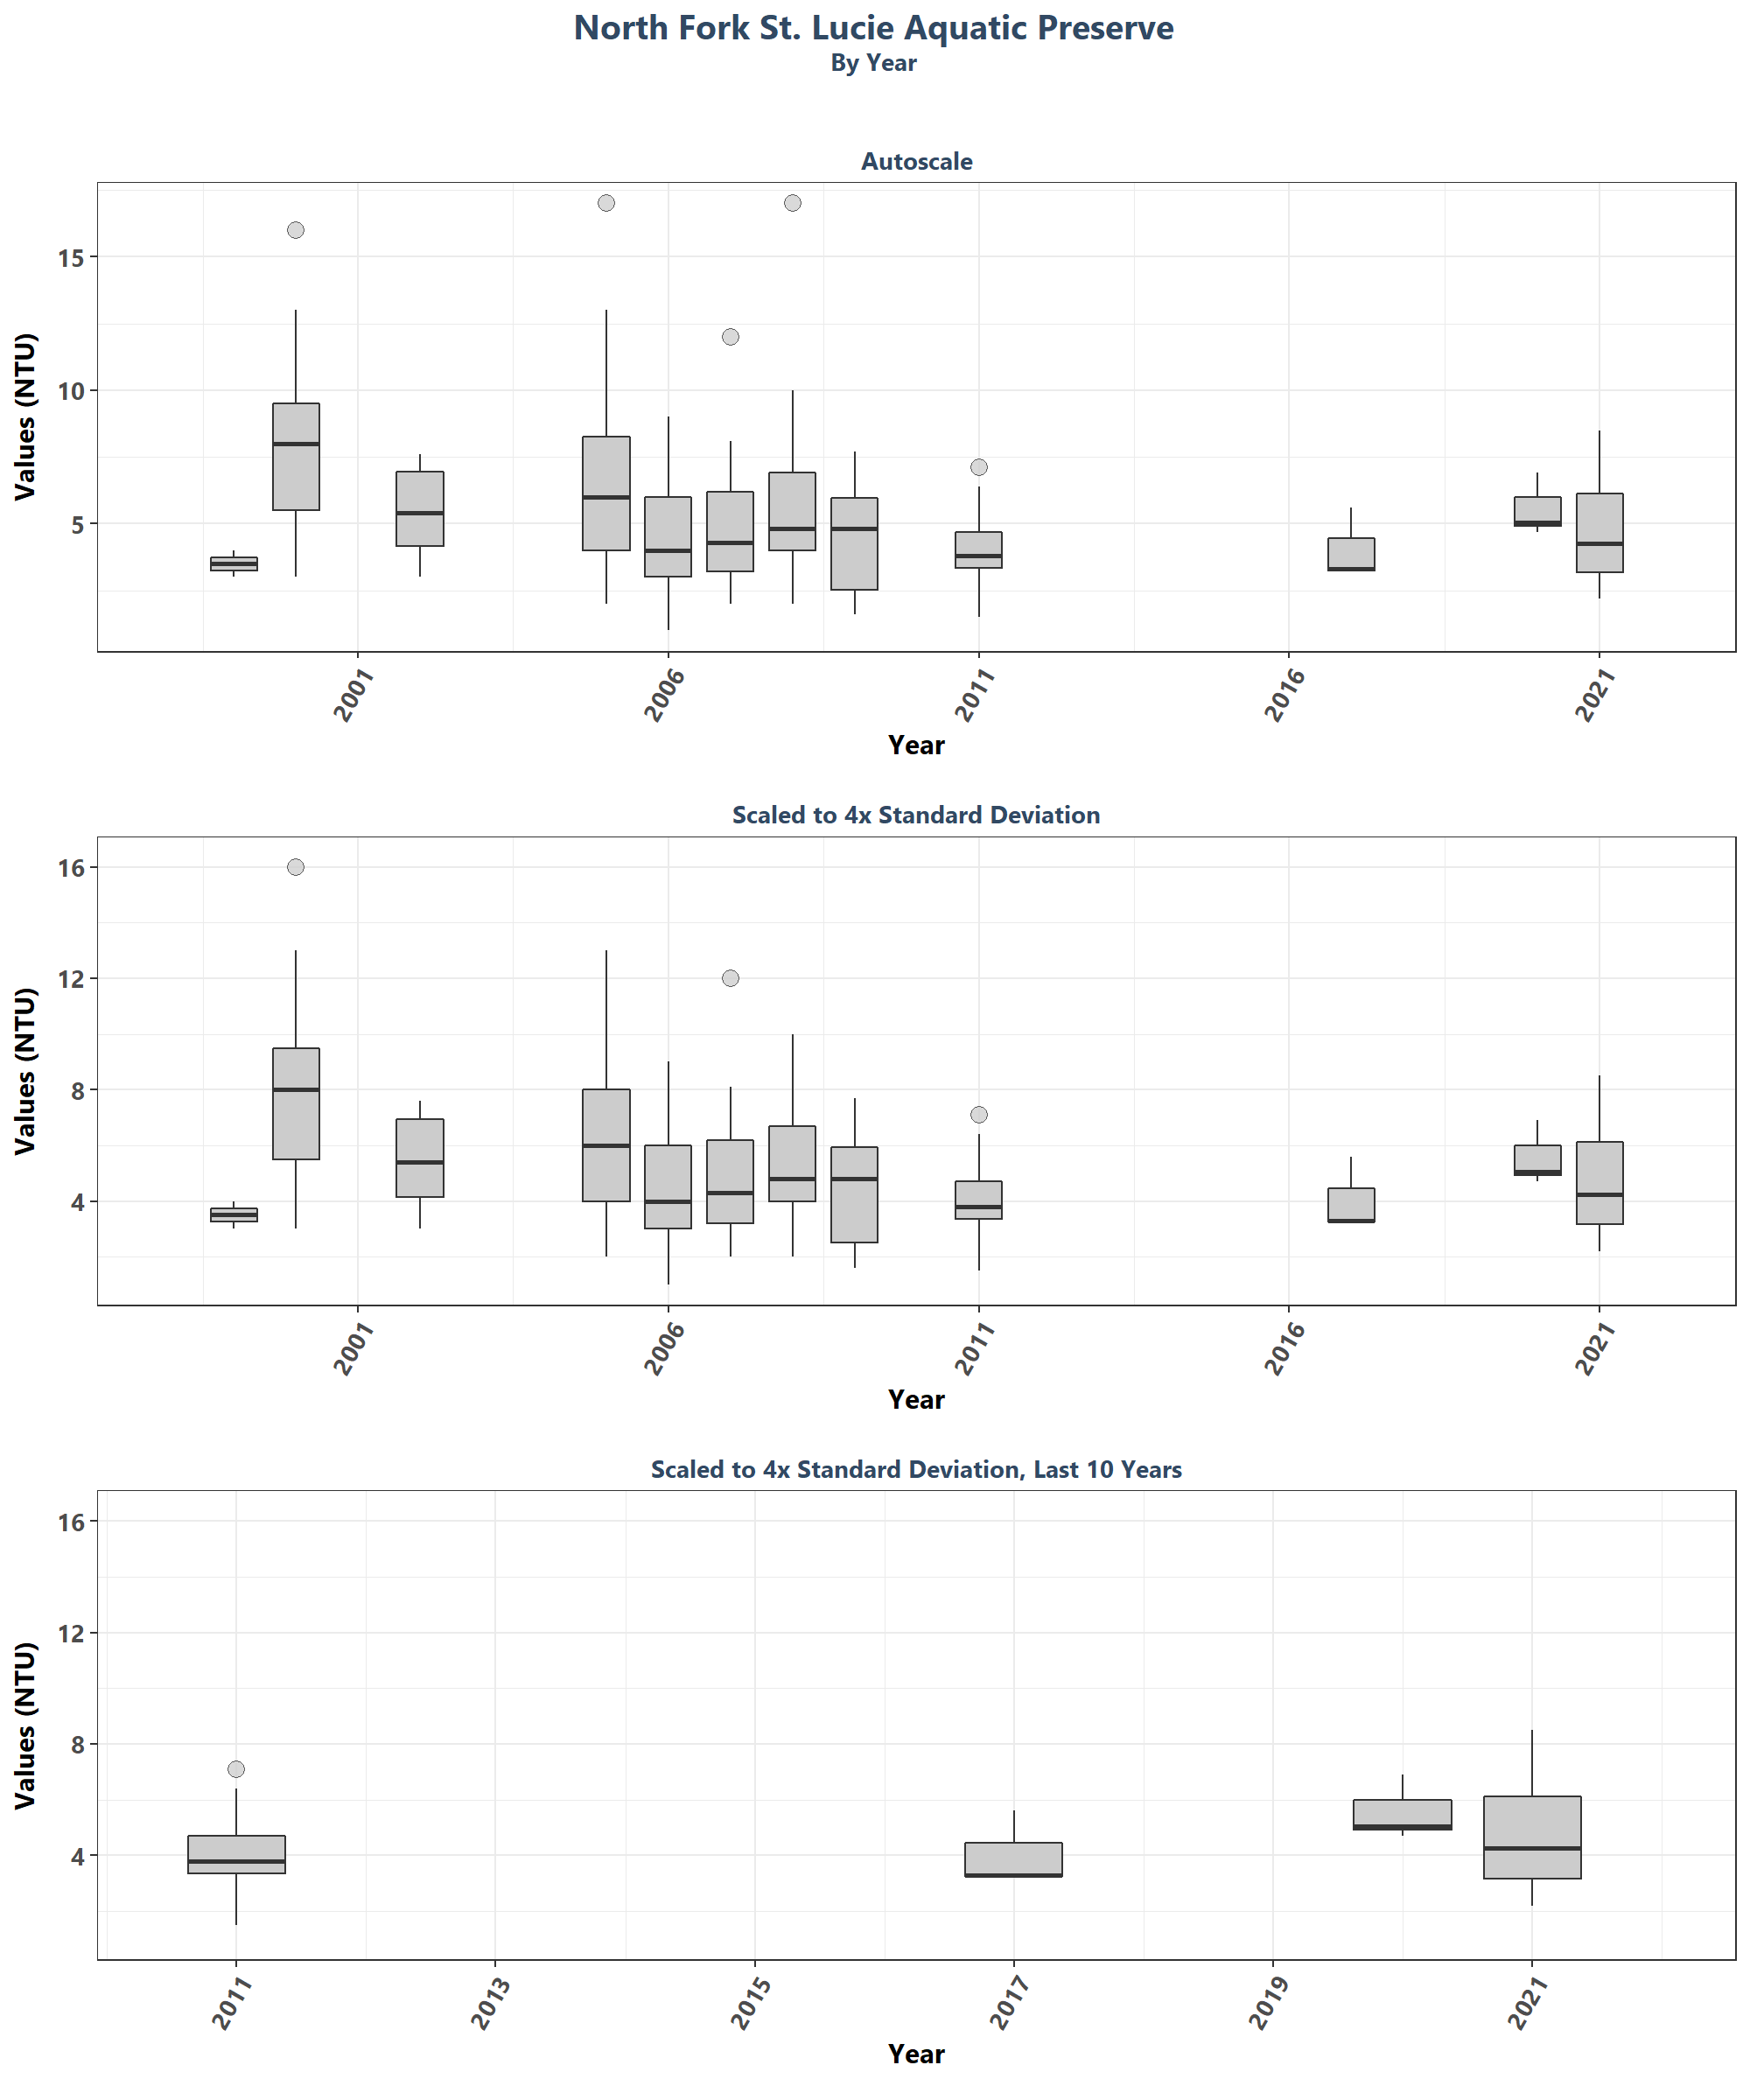 North Fork St. Lucie Aquatic Preserve
By Year
Autoscale
Values (NTU)
15
10
5
2001
2006
2011
2016
2021
Year
Scaled to 4x Standard Deviation
Values (NTU)
16
12
8
4
2001
2006
2011
2016
2021
Year
Scaled to 4x Standard Deviation, Last 10 Years
Values (NTU)
16
12
8
4
2011
2013
2015
2017
2019
2021
Year